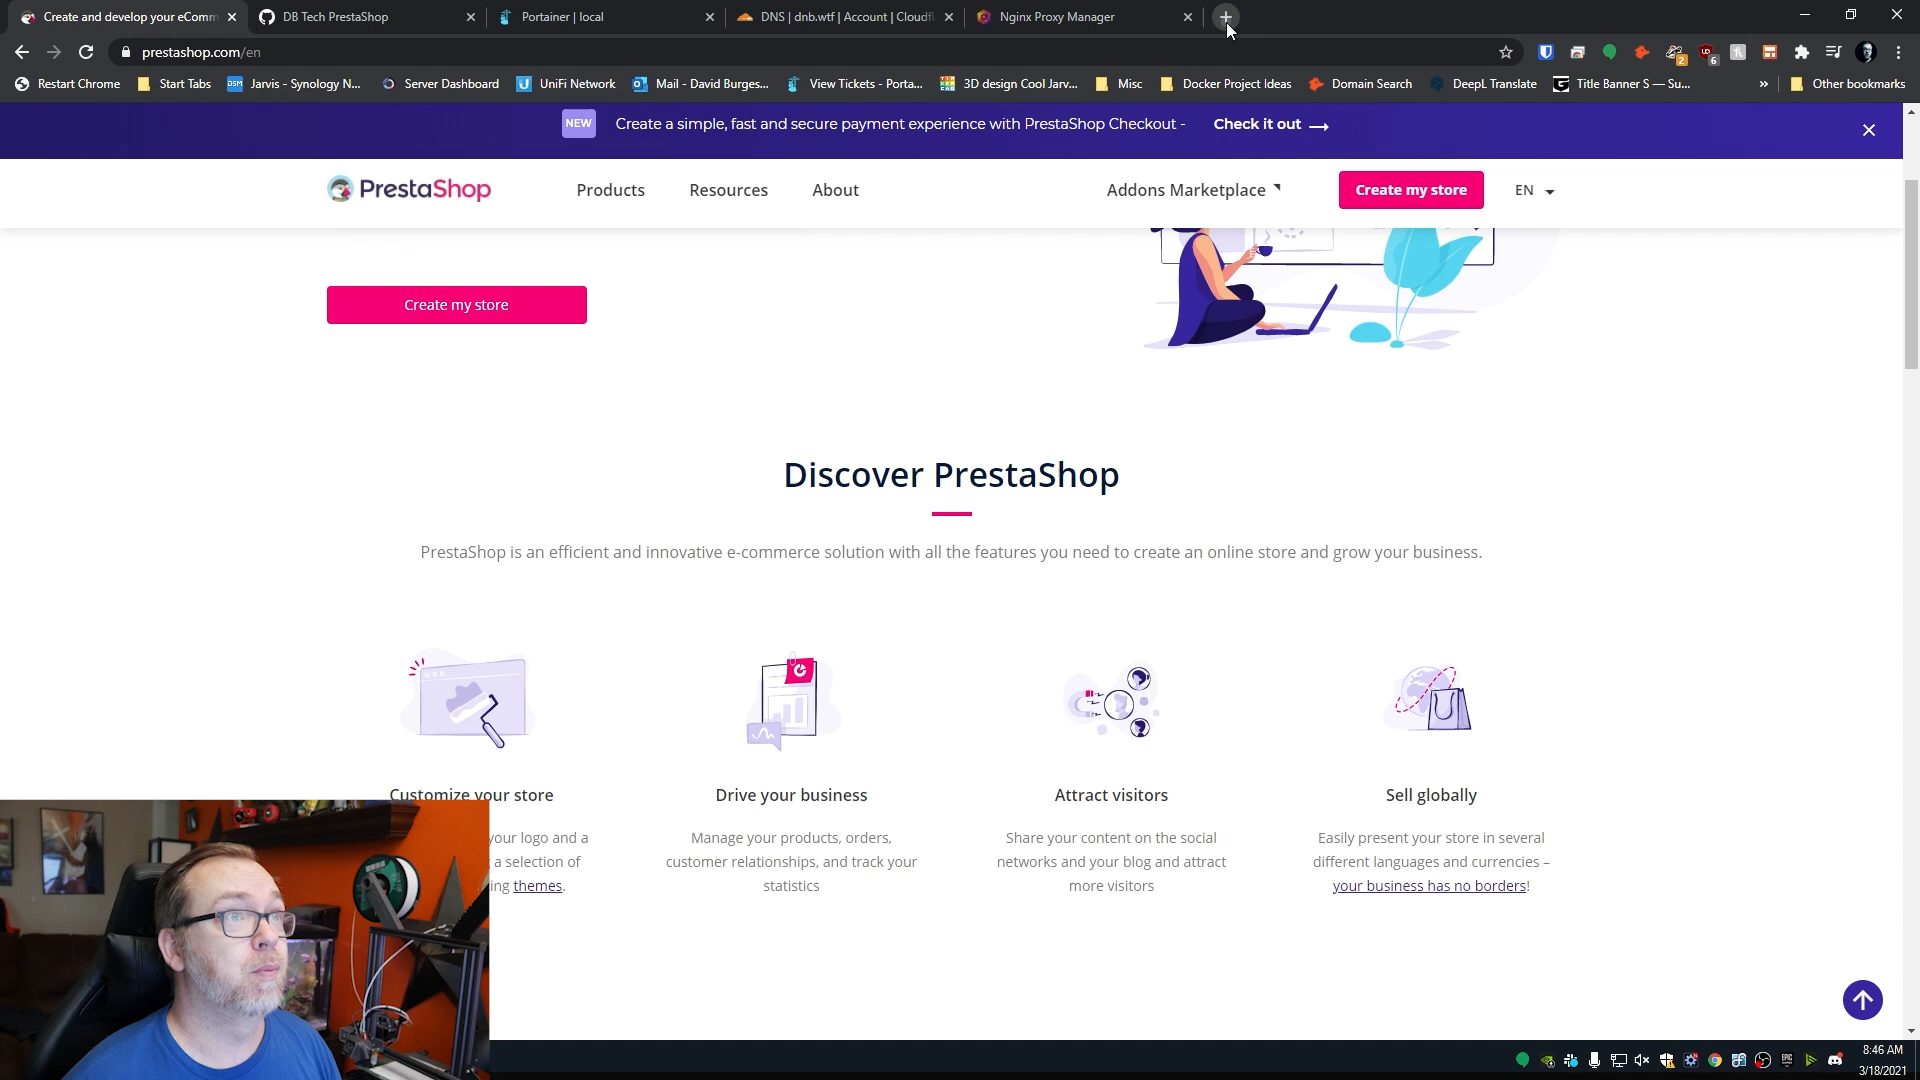 Create and develop your eComm
DB Tech PrestaShop
Portainer | local
DNS | dnb.wtf | Account | Cloudfl
Nginx Proxy Manager
prestashop.com/en
Restart Chrome
Start Tabs
Jarvis - Synology N...
Server Dashboard
UniFi Network
Mail - David Burges...
View Tickets - Porta...
3D design Cool Jarv...
Misc
Docker Project Ideas
Domain Search
DeepL Translate
Title Banner S — Su...
Other bookmarks
NEW Create a simple, fast and secure payment experience with PrestaShop Checkout - Check it out
PrestaShop
Products
Resources
About
Addons Marketplace
Create my store
EN
Create my store
Discover PrestaShop
PrestaShop is an efficient and innovative e-commerce solution with all the features you need to create an online store and grow your business.
Customize your store
your logo and a
a selection of
ing themes.
Drive your business
Manage your products, orders,
customer relationships, and track your
statistics
Attract visitors
Share your content on the social
networks and your blog and attract
more visitors
Sell globally
Easily present your store in several
different languages and currencies –
your business has no borders!
8:46 AM
3/18/2021